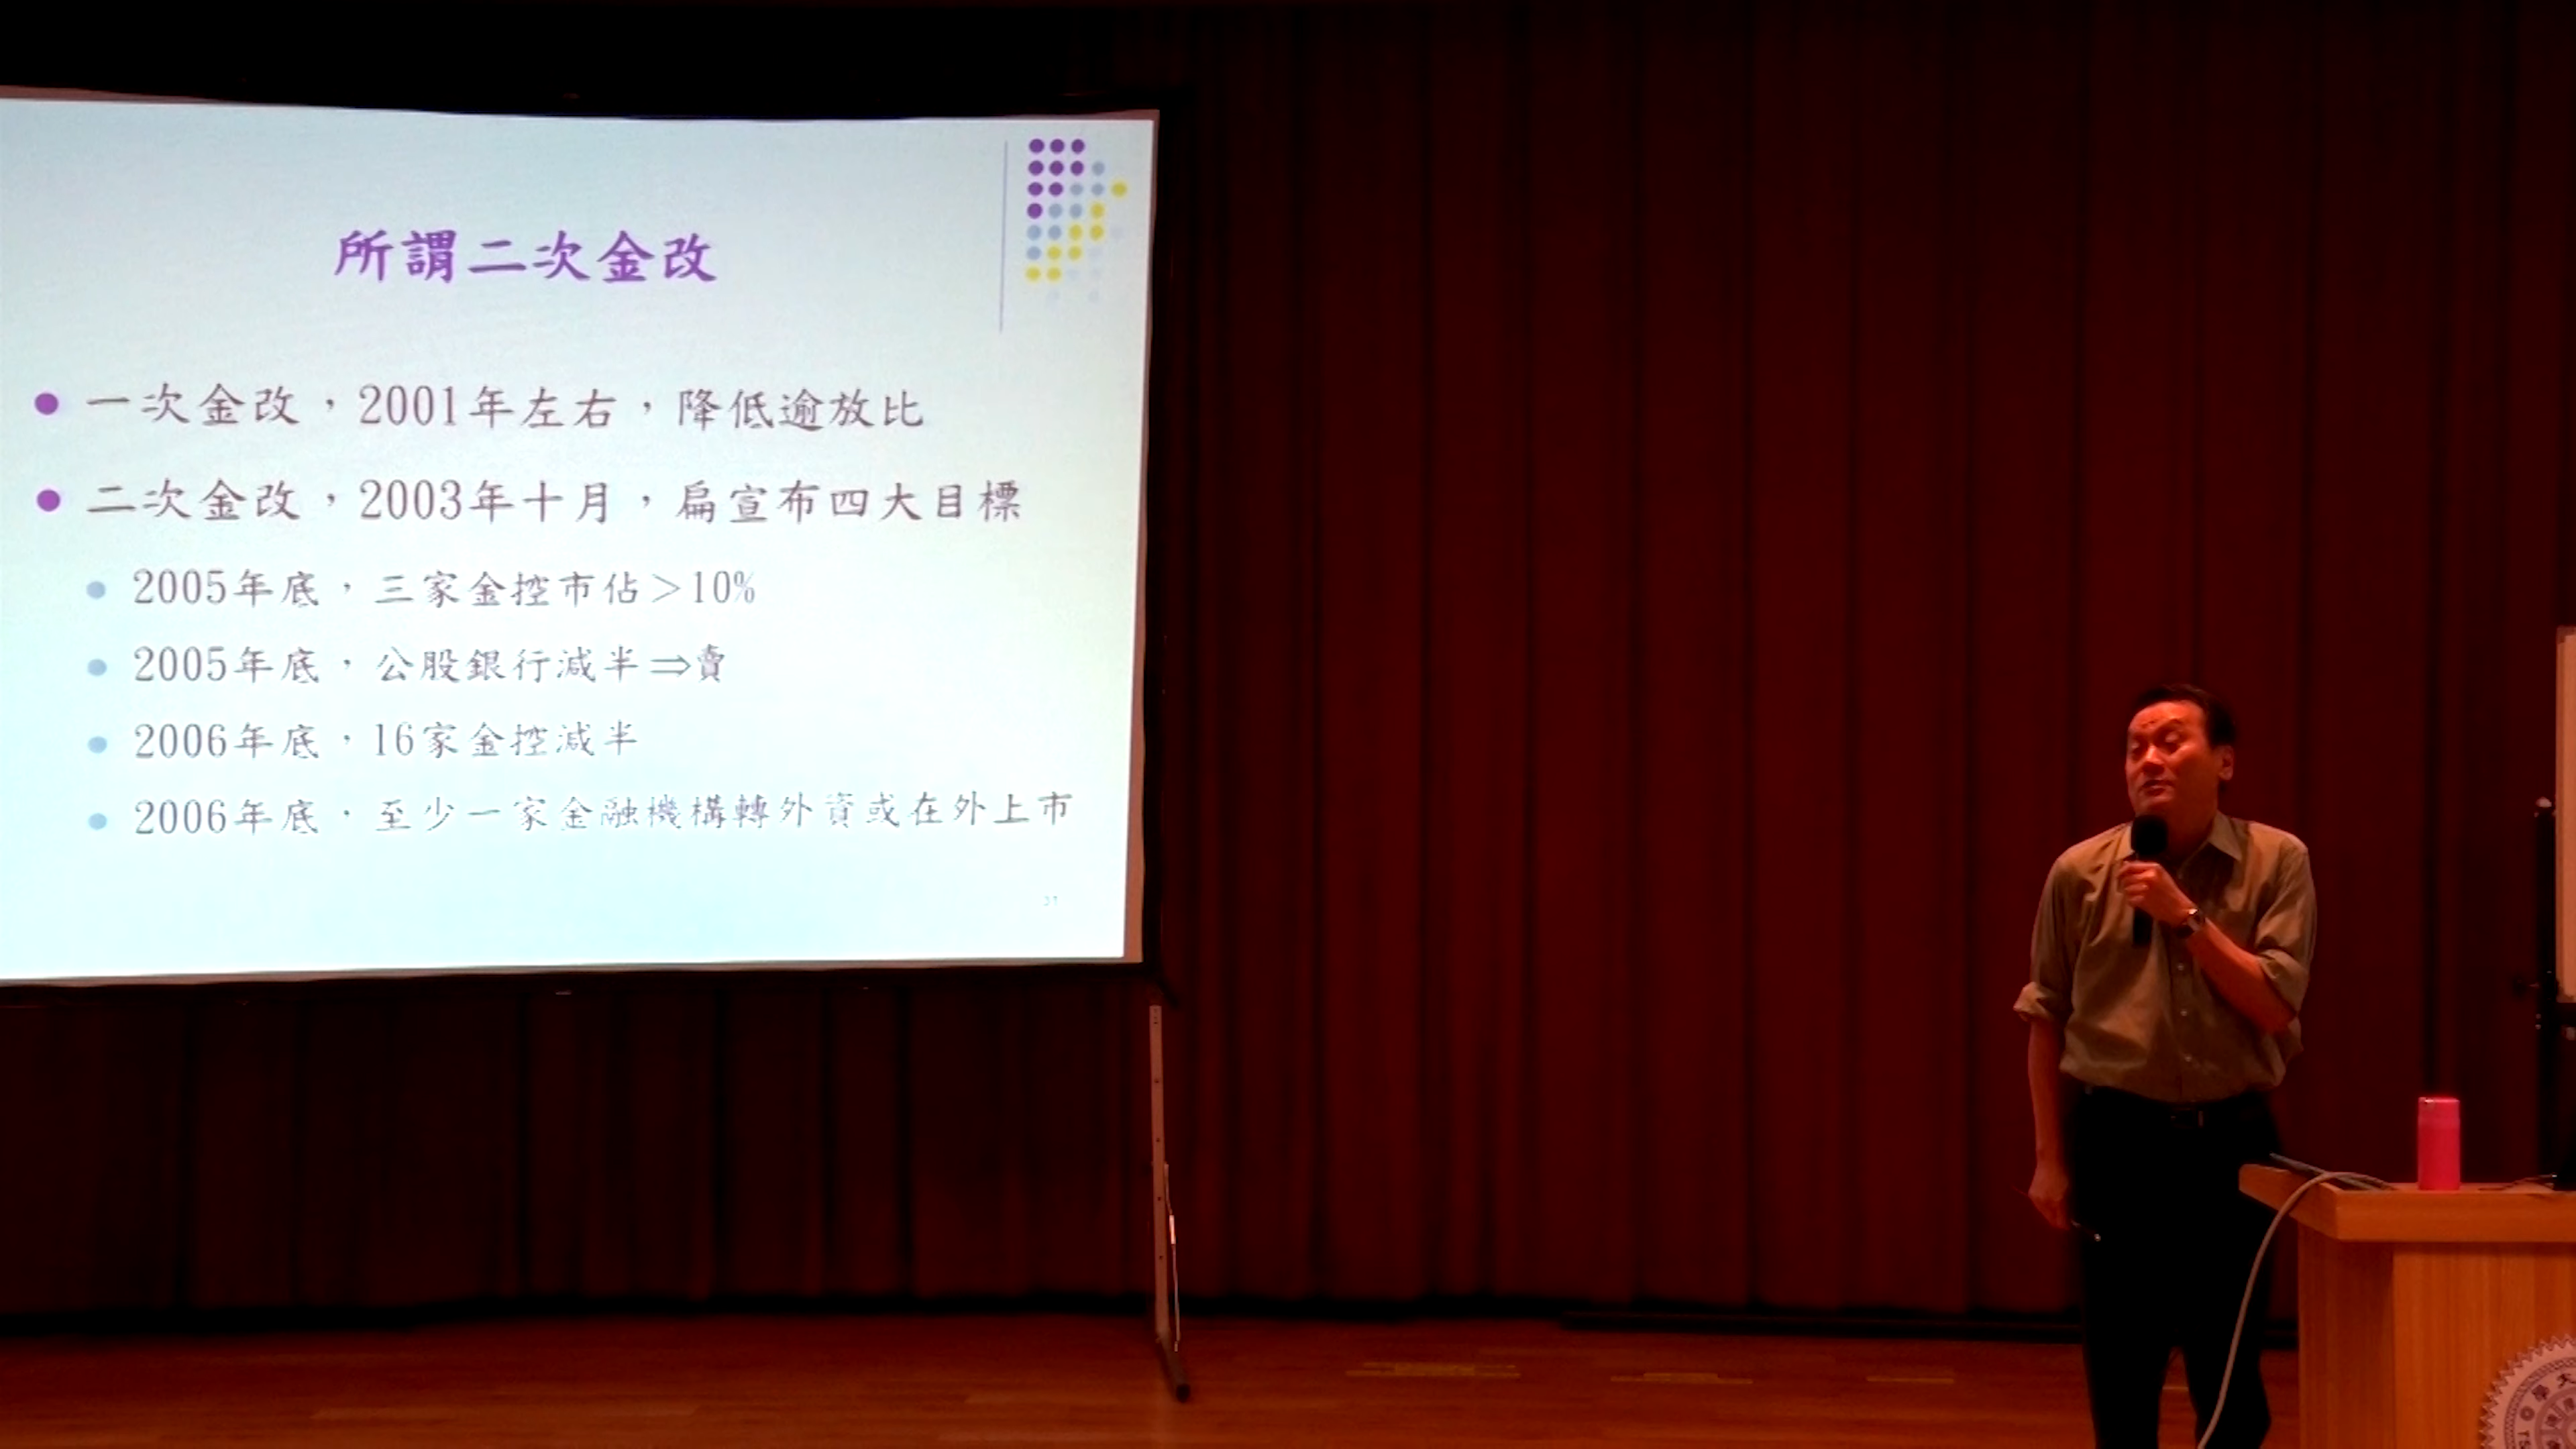 所謂二次金改
一次金改，2001年左右，降低逾放比
二次金改，2003年十月，扁宣布四大目標
2005年底，三家金控市佔＞10%
2005年底，公股銀行減半⇒賣
2006年底，16家金控減半
2006年底，至少一家金融機構轉外資或在外上市